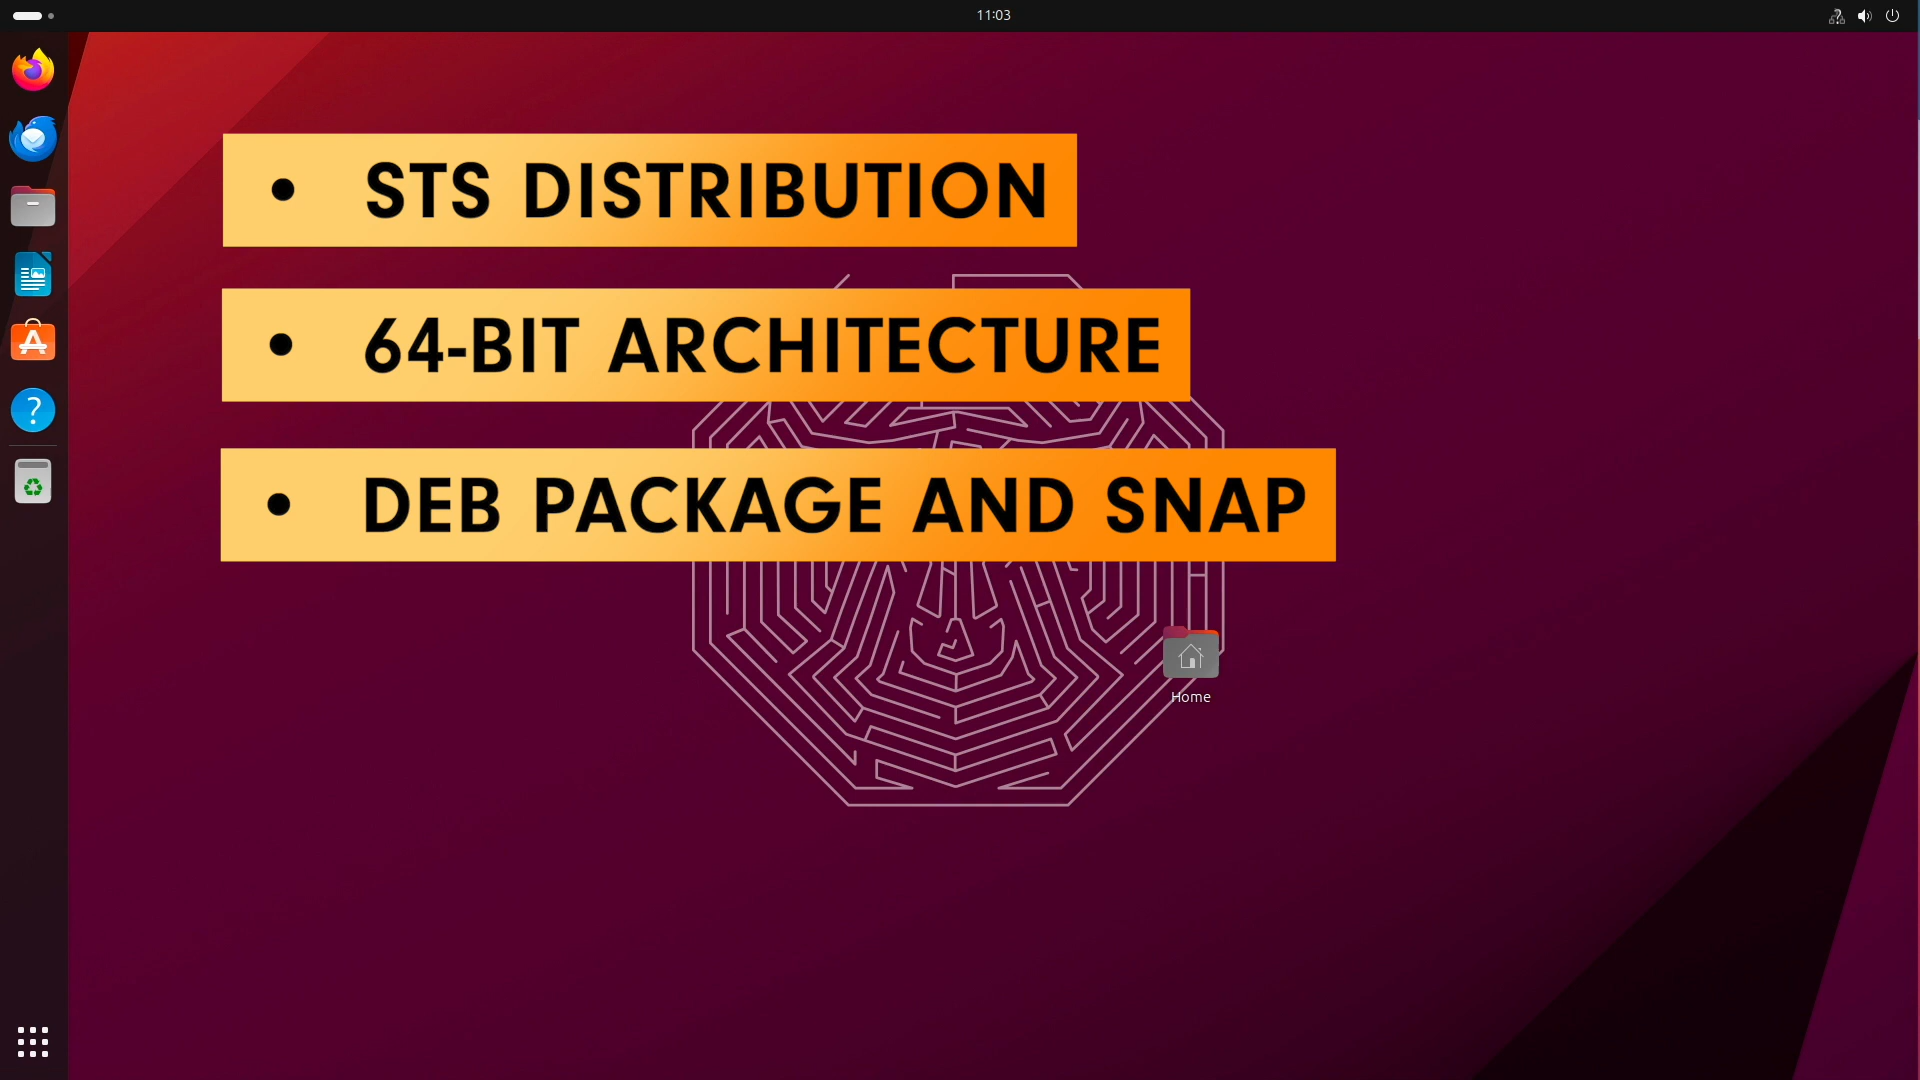 11:03
• STS DISTRIBUTION
• 64-BIT ARCHITECTURE
• DEB PACKAGE AND SNAP
Home